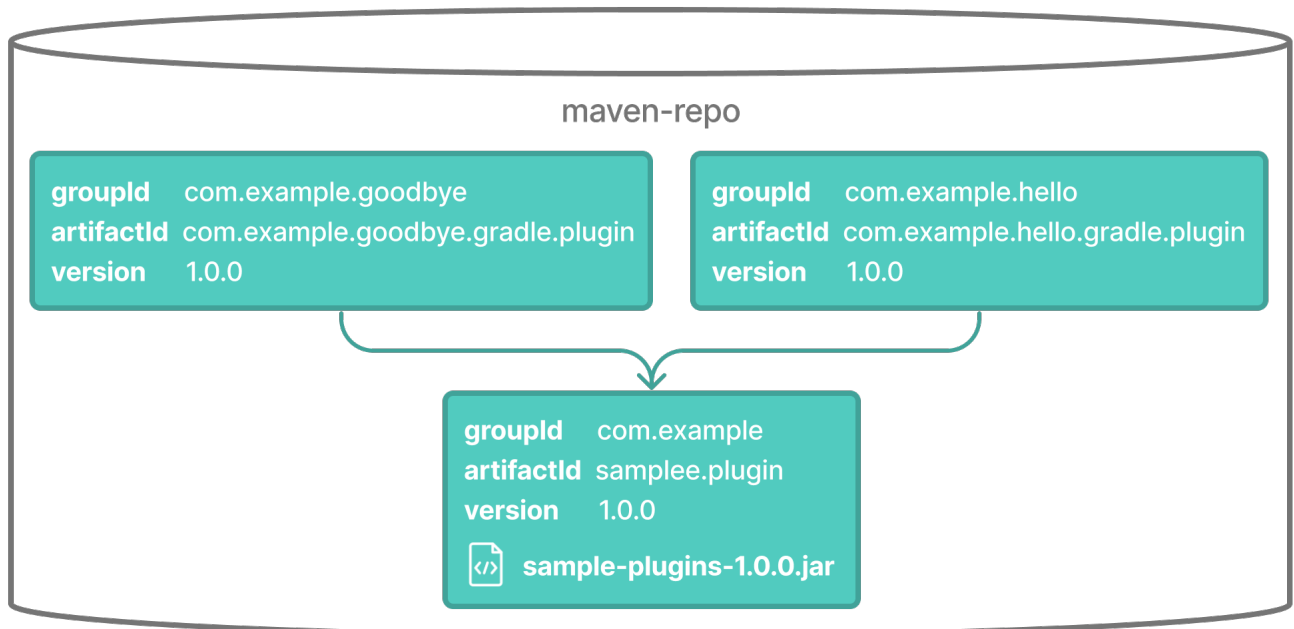 maven-repo
groupId com.example.goodbye
artifactId com.example.goodbye.gradle.plugin
version 1.0.0
groupId com.example.hello
artifactId com.example.hello.gradle.plugin
version 1.0.0
groupId com.example
artifactId samplee.plugin
version 1.0.0
</> sample-plugins-1.0.0.jar